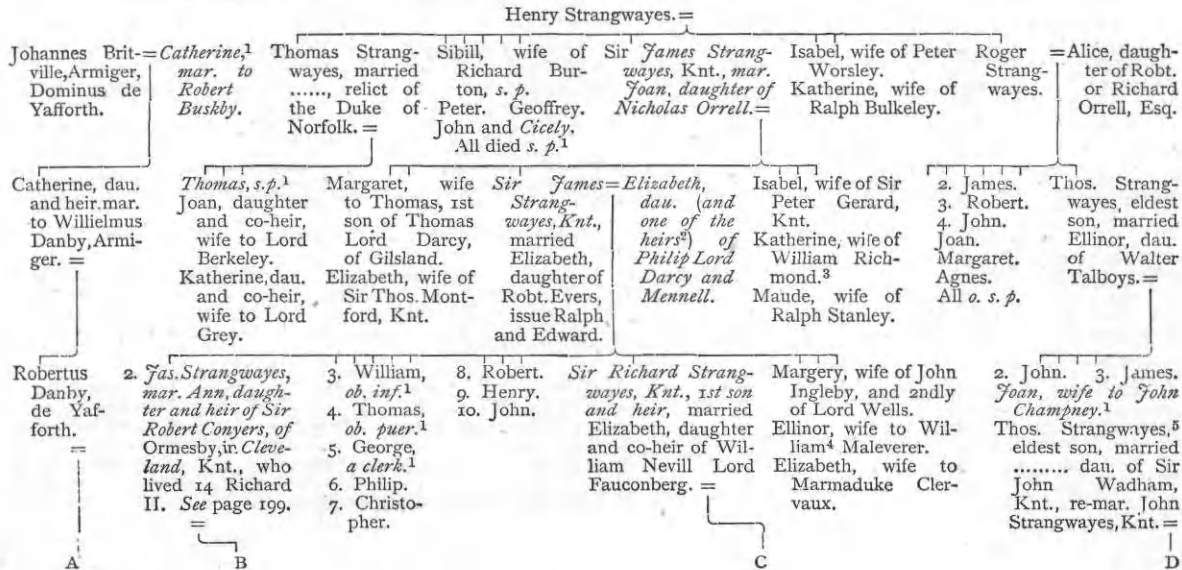 Henry Strangwayes. =
Johannes Brit-
ville, Armiger,
Dominus de
Yafforth.
= Catherine,¹
mar. to
Robert
Buskby.
Thomas Strang-
wayes, married
......, relict of
the Duke of
Norfolk. =
Sibill, wife of
Richard Bur-
ton, s. p.
Peter. Geoffrey.
John and Cicely.
All died s. p.¹
Sir James Strang-
wayes, Knt., mar.
Joan, daughter of
Nicholas Orrell. =
Isabel, wife of Peter
Worsley.
Katherine, wife of
Ralph Bulkeley.
Roger
Strang-
wayes.
= Alice, daugh-
ter of Robt.
or Richard
Orrell, Esq.
Catherine, dau.
and heir. mar.
to Willielmus
Danby, Armi-
ger. =
Thomas, s.p.¹
Joan, daughter
and co-heir,
wife to Lord
Berkeley.
Katherine, dau.
and co-heir,
wife to Lord
Grey.
Margaret, wife
to Thomas, 1st
son of Thomas
Lord Darcy,
of Gilsland.
Elizabeth, wife of
Sir Thos. Mont-
ford, Knt.
Sir James
Strang-
wayes, Knt.,
married
Elizabeth,
daughter of
Robt. Evers,
issue Ralph
and Edward.
= Elizabeth,
dau. (and
one of the
heirs²) of
Philip Lord
Darcy and
Mennell.
Isabel, wife of Sir
Peter Gerard,
Knt.
Katherine, wife of
William Rich-
mond.³
Maude, wife of
Ralph Stanley.
2. James.
3. Robert.
4. John.
Joan.
Margaret.
Agnes.
All o. s. p.
Thos. Strang-
wayes, eldest
son, married
Ellinor, dau.
of Walter
Talboys. =
Robertus
Danby,
de Yaf-
forth.
=
2. Jas. Strangwayes,
mar. Ann, daugh-
ter and heir of Sir
Robert Conyers, of
Ormesby, in Cleve-
land, Knt., who
lived 14 Richard
II. See page 199.
=
3. William,
ob. inf.¹
4. Thomas,
ob. puer.¹
5. George,
a clerk.¹
6. Philip.
7. Christo-
pher.
8. Robert.
9. Henry.
10. John.
Sir Richard Strang-
wayes, Knt., 1st son
and heir, married
Elizabeth, daughter
and co-heir of Wil-
liam Nevill Lord
Fauconberg. =
Margery, wife of John
Ingleby, and 2ndly
of Lord Wells.
Ellinor, wife to Wil-
liam⁴ Maleverer.
Elizabeth, wife to
Marmaduke Cler-
vaux.
2. John. 3. James.
Joan, wife to John
Champney.¹
Thos. Strangwayes,⁵
eldest son, married
......... dau. of Sir
John Wadham,
Knt., re-mar. John
Strangwayes, Knt. =
A
B
C
D